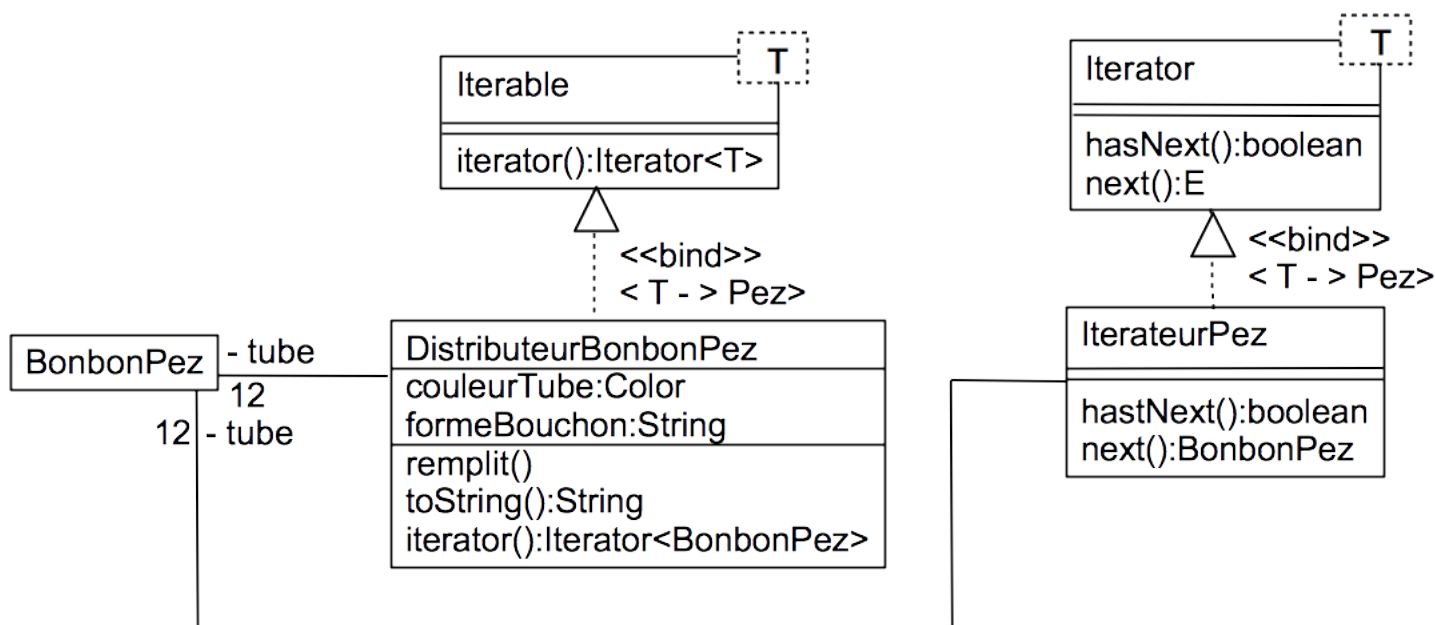 T
Iterable
iterator():Iterator<T>
<<bind>>
< T - > Pez>
T
Iterator
hasNext():boolean
next():E
<<bind>>
< T - > Pez>
BonbonPez
- tube
12
12 - tube
DistributeurBonbonPez
couleurTube:Color
formeBouchon:String
remplit()
toString():String
iterator():Iterator<BonbonPez>
IterateurPez
hastNext():boolean
next():BonbonPez